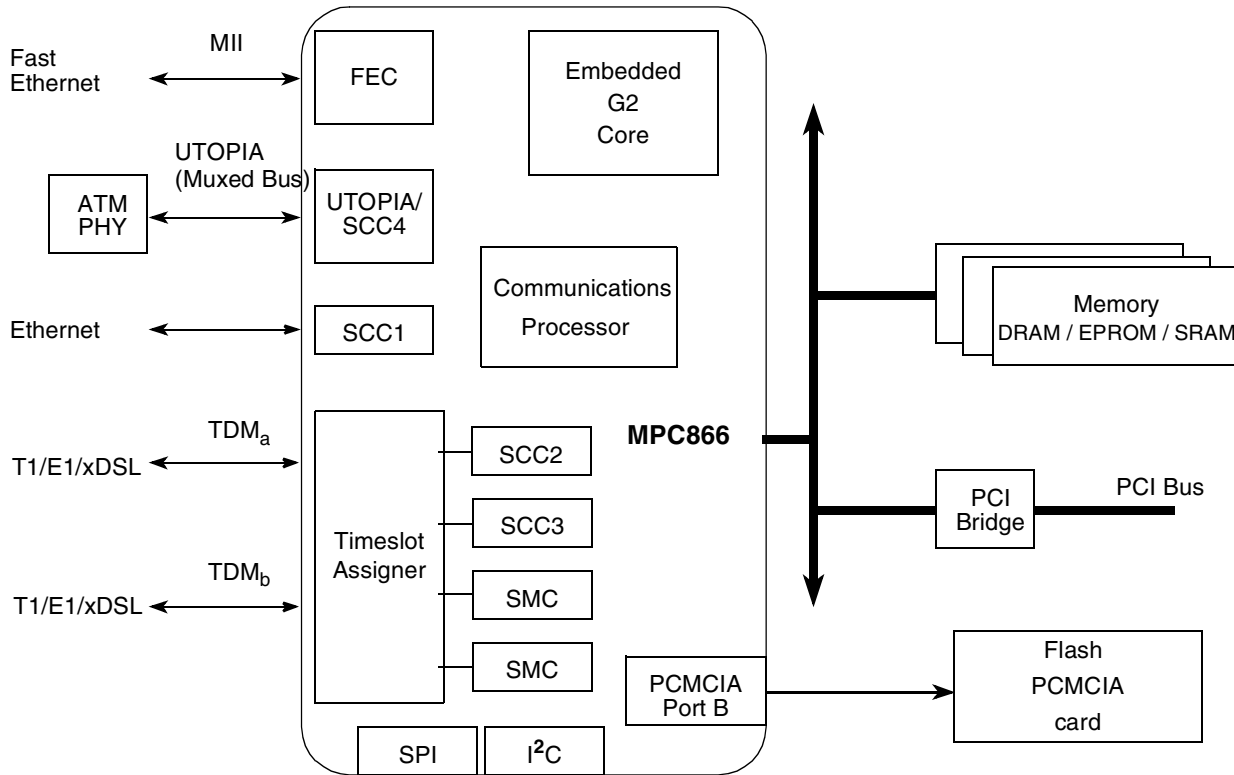 Fast
Ethernet
MII
FEC
Embedded
G2
Core
UTOPIA
(Muxed Bus)
ATM
PHY
UTOPIA/
SCC4
Communications
Processor
Ethernet
SCC1
Memory
DRAM / EPROM / SRAM
T1/E1/xDSL
TDMa
MPC866
SCC2
SCC3
Timeslot
Assigner
PCI
Bridge
PCI Bus
T1/E1/xDSL
TDMb
SMC
SMC
PCMCIA
Port B
Flash
PCMCIA
card
SPI
I²C